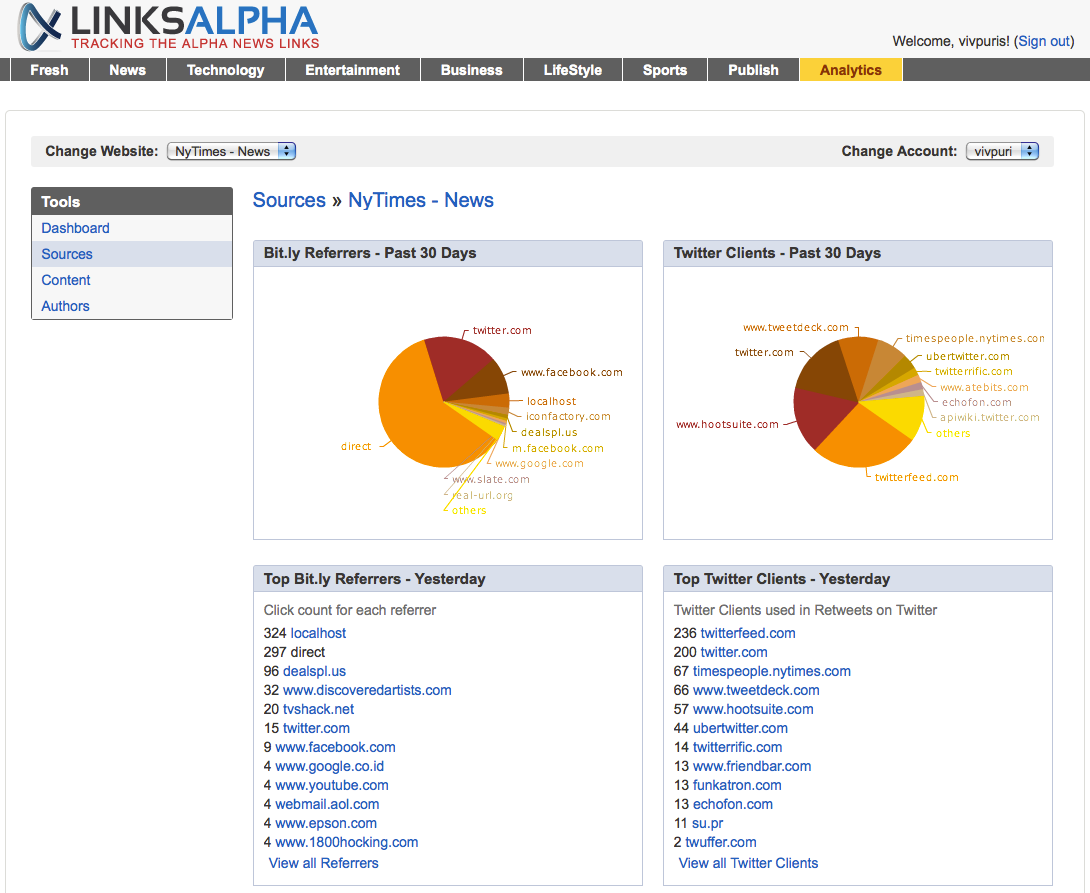 LINKSALPHA
TRACKING THE ALPHA NEWS LINKS
Welcome, vivpuris! (Sign out)
Fresh News Technology Entertainment Business LifeStyle Sports Publish Analytics
Change Website: NyTimes - News
Change Account: vivpuri
Tools
Dashboard
Sources
Content
Authors
Sources » NyTimes - News
Bit.ly Referrers - Past 30 Days
twitter.com
www.facebook.com
localhost
iconfactory.com
dealspl.us
m.facebook.com
www.google.com
www.slate.com
real-url.org
others
direct
Twitter Clients - Past 30 Days
www.tweetdeck.com
timespeople.nytimes.con
twitter.com
ubertwitter.com
twitterrific.com
www.atebits.com
echofon.com
apiwiki.twitter.com
others
www.hootsuite.com
twitterfeed.com
Top Bit.ly Referrers - Yesterday
Click count for each referrer
324 localhost
297 direct
96 dealspl.us
32 www.discoveredartists.com
20 tvshack.net
15 twitter.com
9 www.facebook.com
4 www.google.co.id
4 www.youtube.com
4 webmail.aol.com
4 www.epson.com
4 www.1800hocking.com
View all Referrers
Top Twitter Clients - Yesterday
Twitter Clients used in Retweets on Twitter
236 twitterfeed.com
200 twitter.com
67 timespeople.nytimes.com
66 www.tweetdeck.com
57 www.hootsuite.com
44 ubertwitter.com
14 twitterrific.com
13 www.friendbar.com
13 funkatron.com
13 echofon.com
11 su.pr
2 twuffer.com
View all Twitter Clients